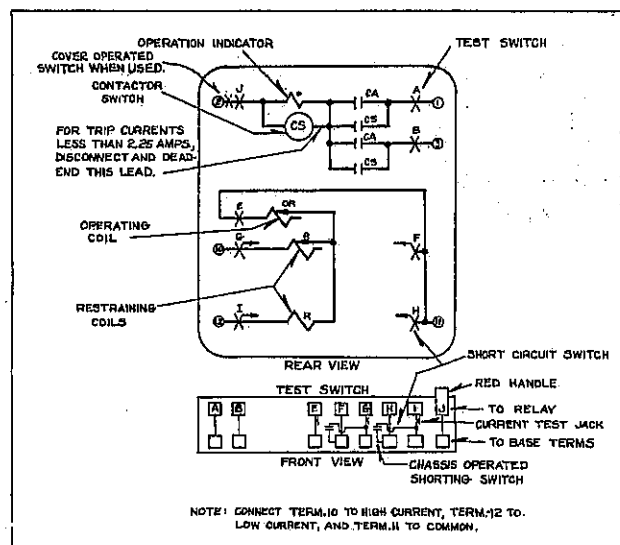 OPERATION INDICATOR
TEST SWITCH
COVER OPERATED
SWITCH WHEN USED.
CONTACTOR
SWITCH
J
CA
A
1
CS
CS
CA
B
3
CS
FOR TRIP CURRENTS
LESS THAN 2.25 AMPS,
DISCONNECT AND DEAD-
END THIS LEAD.
E
OR
OPERATING
COIL
G
R
F
10
RESTRAINING
COILS
I
R
H
12
11
REAR VIEW
SHORT CIRCUIT SWITCH
TEST SWITCH
RED HANDLE
A B E F G H I J
TO RELAY
CURRENT TEST JACK
TO BASE TERMS
FRONT VIEW
CHASSIS OPERATED
SHORTING SWITCH
NOTE: CONNECT TERM.10 TO HIGH CURRENT, TERM.12 TO.
LOW CURRENT, AND TERM.11 TO COMMON.